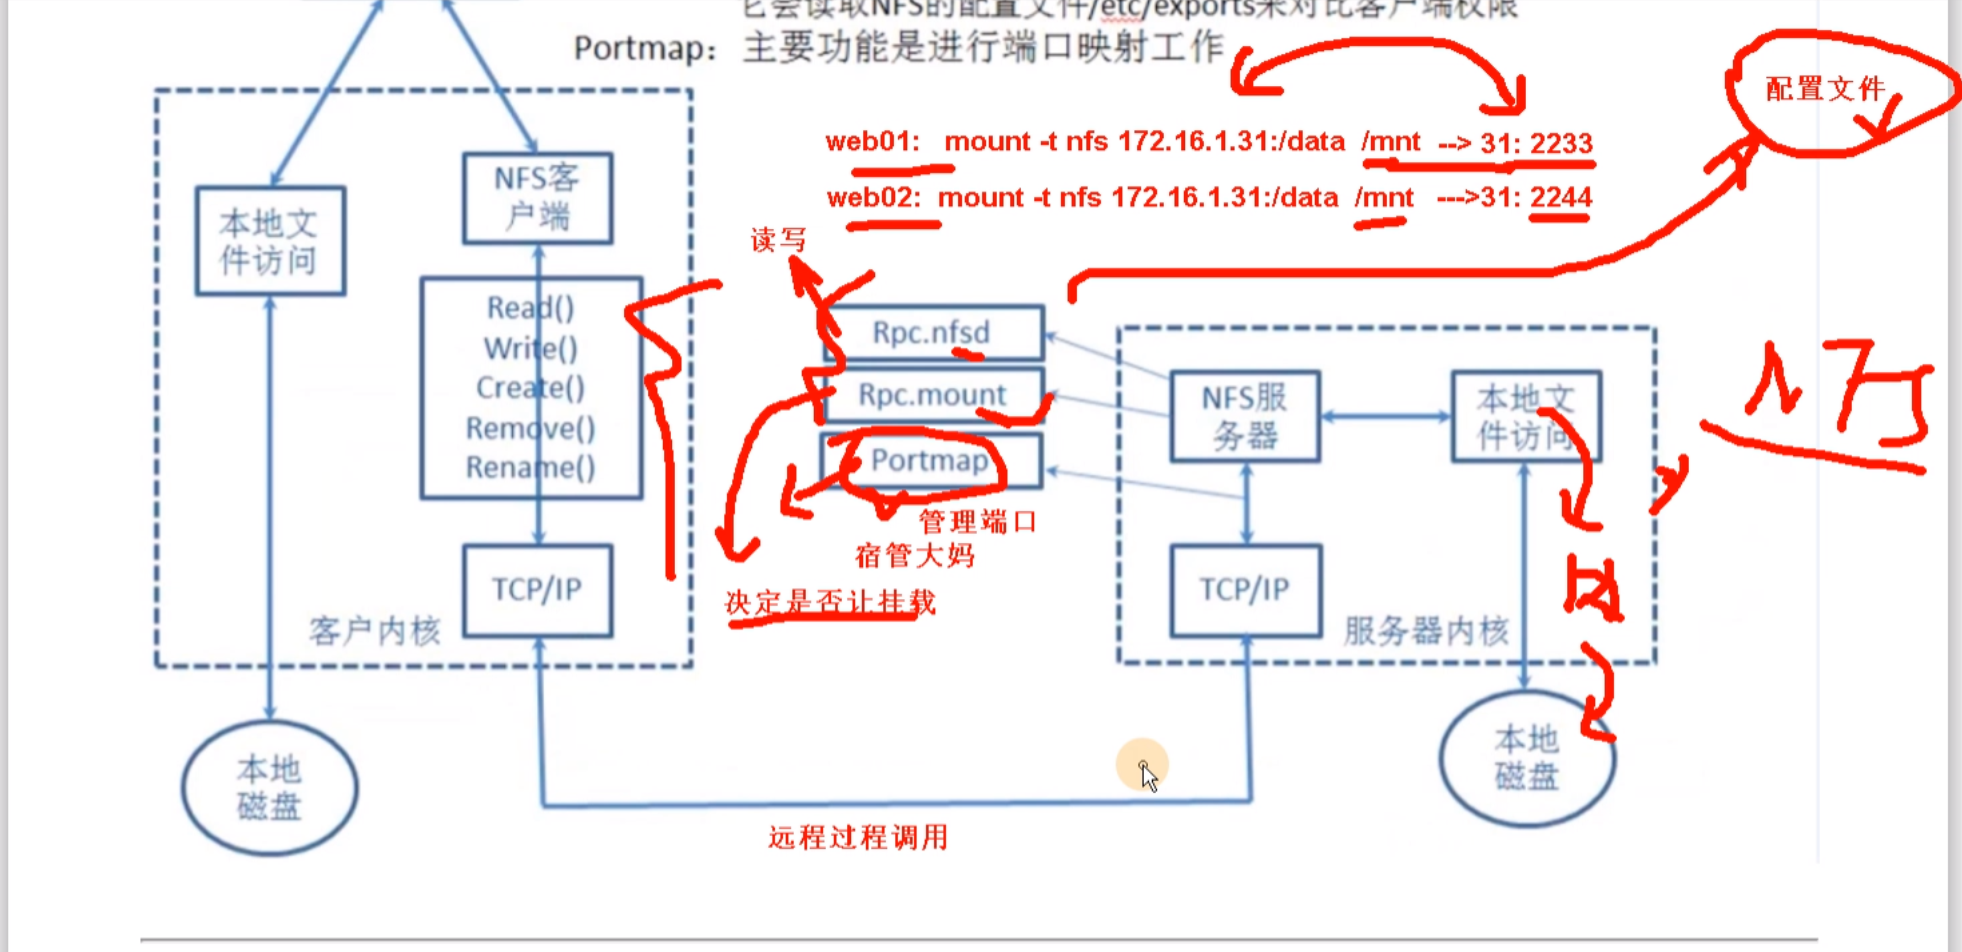 它会读取NFS的配置文件/etc/exports来对比客户端权限
Portmap：主要功能是进行端口映射工作
配置文件
web01: mount -t nfs 172.16.1.31:/data /mnt --> 31: 2233
web02: mount -t nfs 172.16.1.31:/data /mnt --->31: 2244
NFS客
户端
本地文
件访问
读写
Read()
Write()
Create()
Remove()
Rename()
Rpc.nfsd
Rpc.mount
Portmap
管理端口
宿管大妈
决定是否让挂载
NFS服
务器
本地文
件访问
NFS
TCP/IP
客户内核
TCP/IP
服务器内核
本地
磁盘
本地
磁盘
远程过程调用